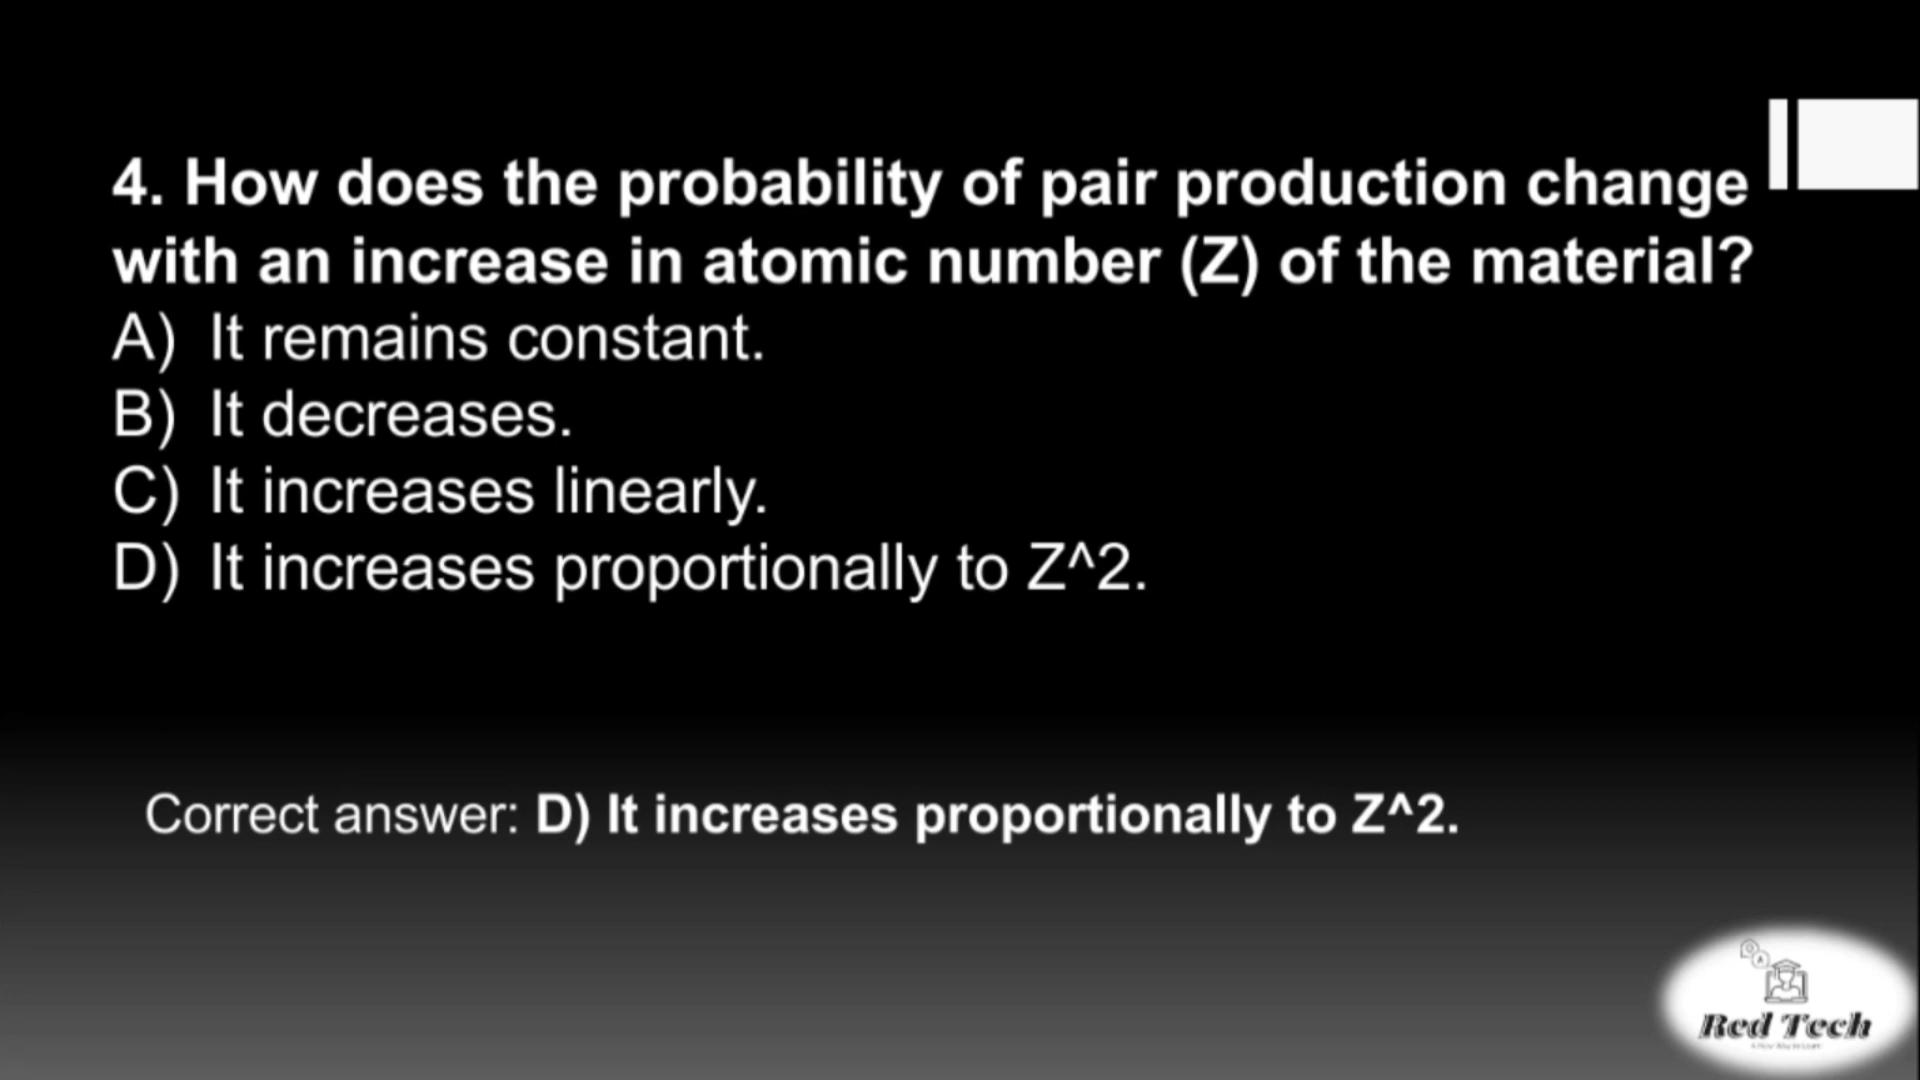 4. How does the probability of pair production change
with an increase in atomic number (Z) of the material?
A) It remains constant.
B) It decreases.
C) It increases linearly.
D) It increases proportionally to Z^2.
Correct answer: D) It increases proportionally to Z^2.
Red Tech